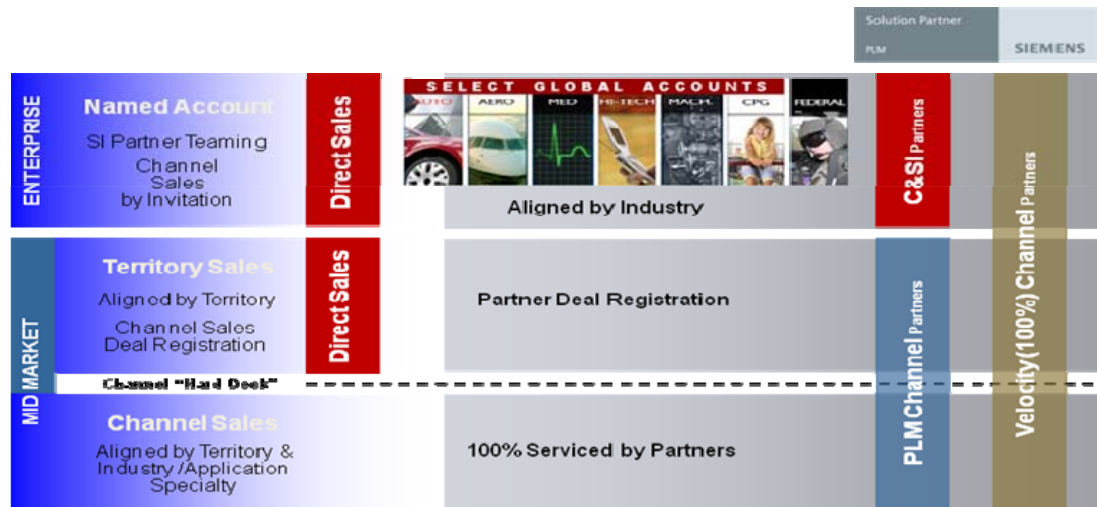 Solution Partner
PLM
SIEMENS
ENTERPRISE
Named Account
SI Partner Teaming
Channel
Sales
by Invitation
Direct Sales
SELECT GLOBAL ACCOUNTS
AUTO AERO MED HI-TECH MACH. CPG FEDERAL
Aligned by Industry
C&SI Partners
Velocity (100%) Channel Partners
MID MARKET
Territory Sales
Aligned by Territory
Channel Sales
Deal Registration
Direct Sales
Partner Deal Registration
PLM Channel Partners
Channel "Hard Deck"
Channel Sales
Aligned by Territory &
Industry /Application
Specialty
100% Serviced by Partners